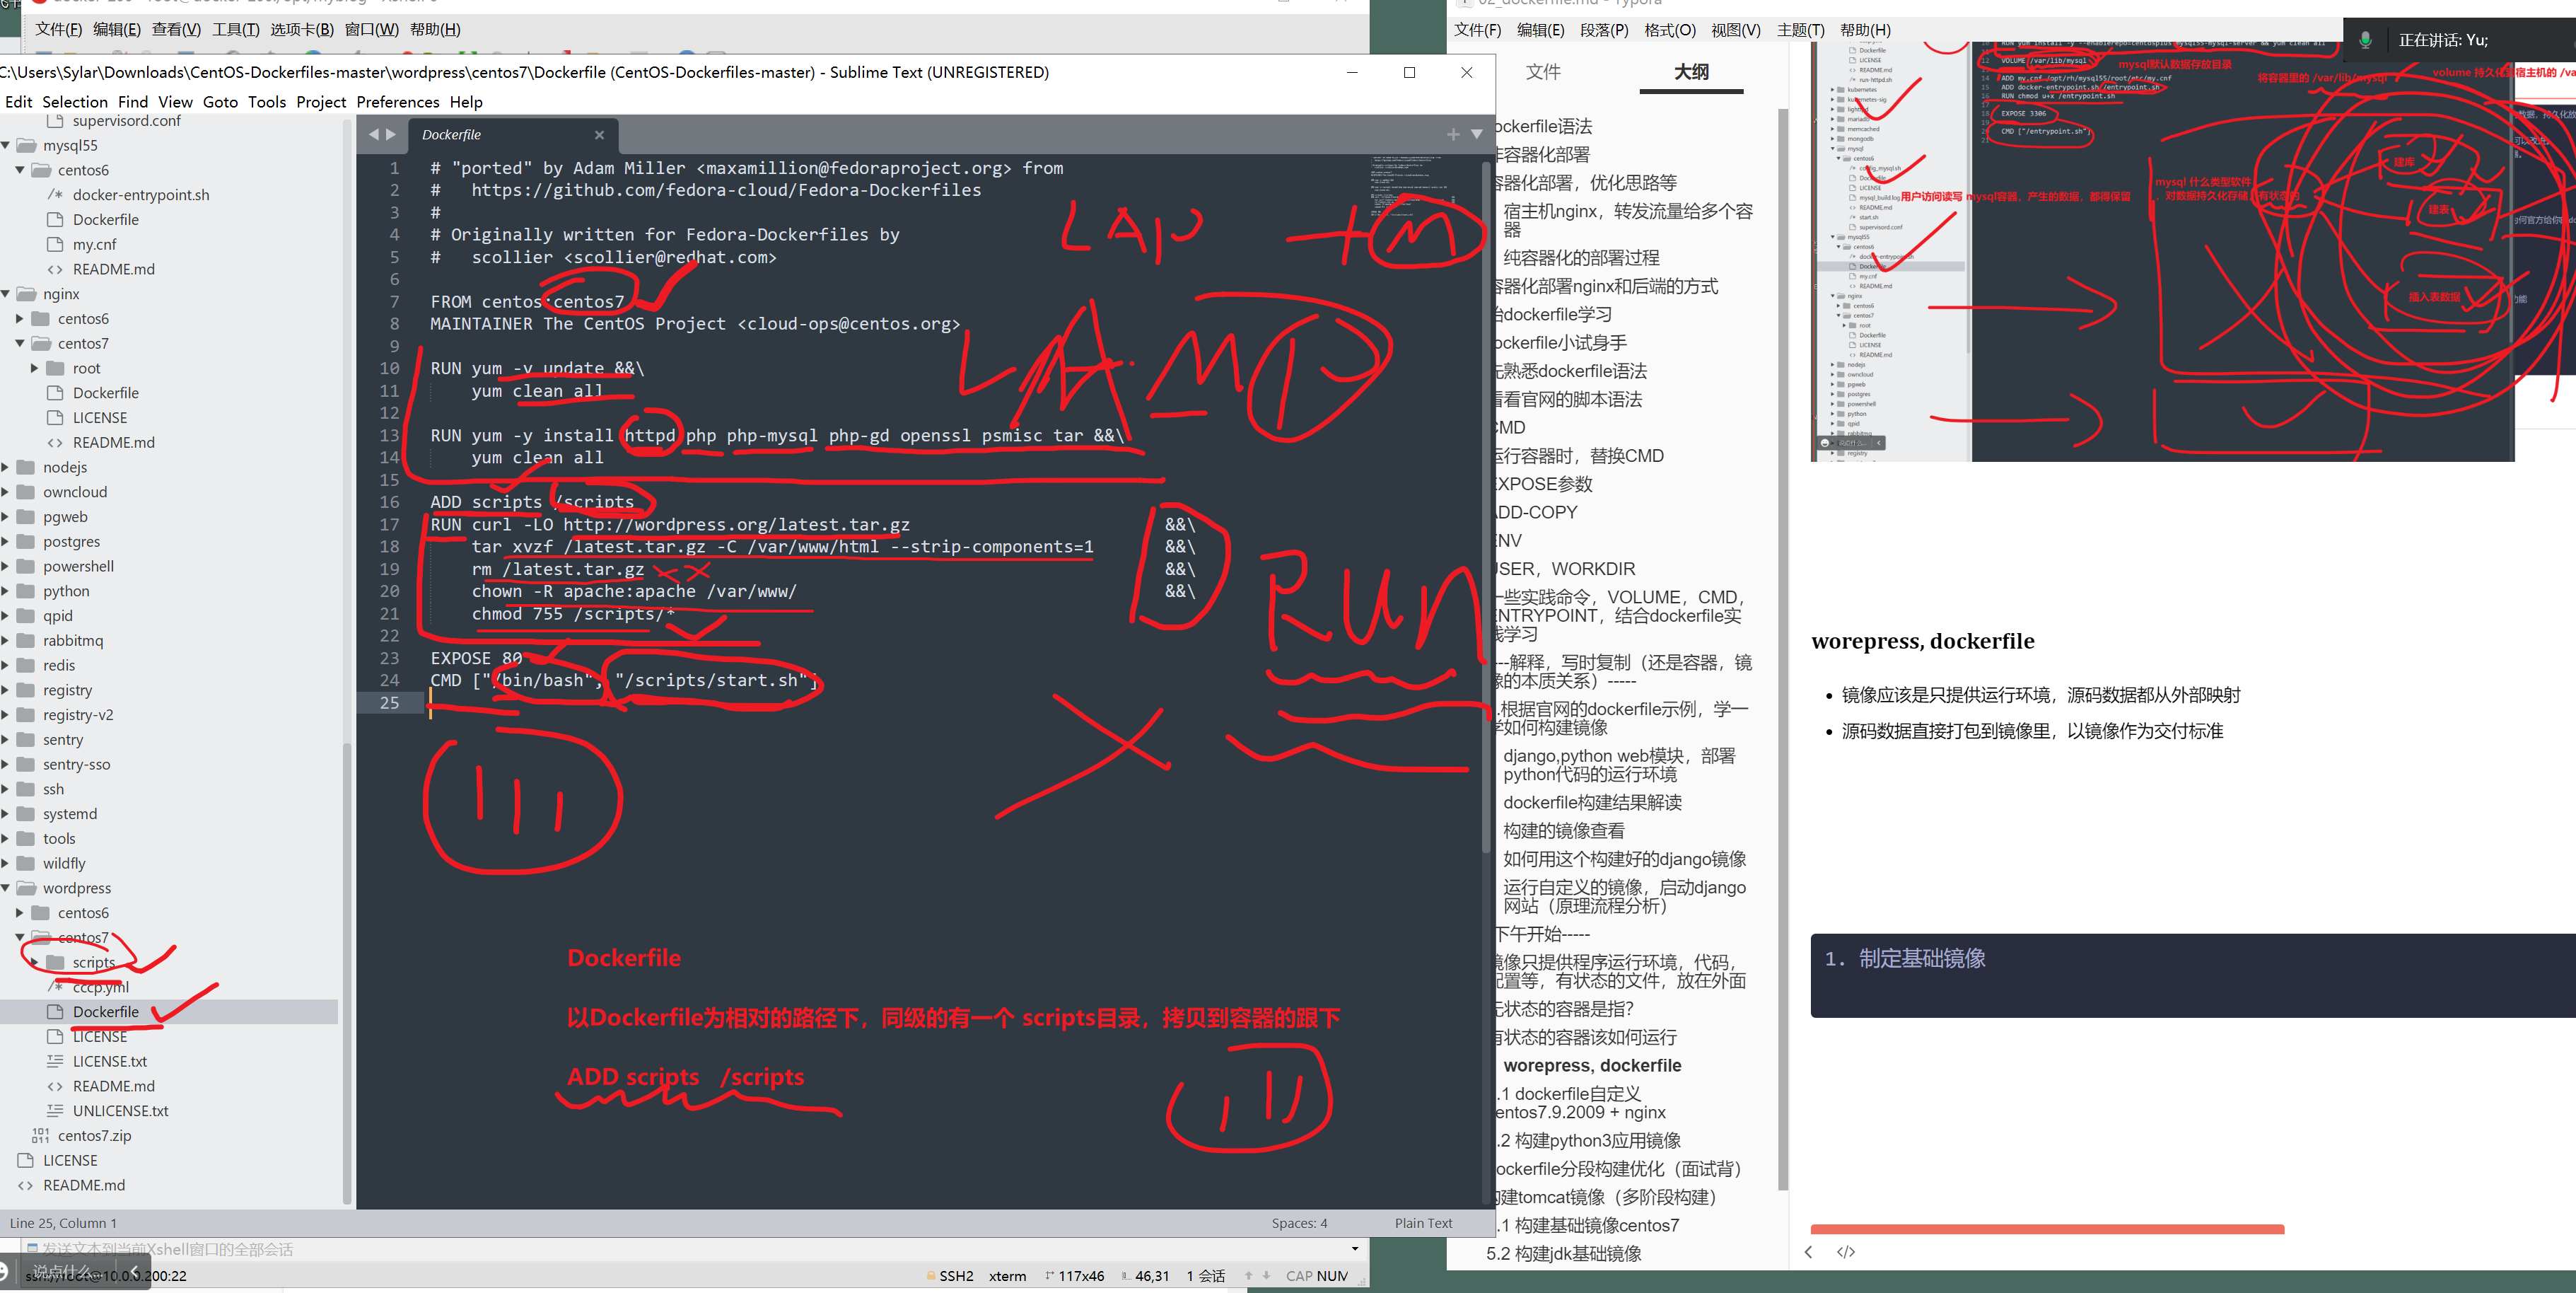 文件(F) 编辑(E) 查看(V) 工具(T) 选项卡(B) 窗口(W) 帮助(H)
C:\Users\Sylar\Downloads\CentOS-Dockerfiles-master\wordpress\centos7\Dockerfile (CentOS-Dockerfiles-master) - Sublime Text (UNREGISTERED)
Edit Selection Find View Goto Tools Project Preferences Help
supervisord.conf
mysql55
centos6
docker-entrypoint.sh
Dockerfile
my.cnf
README.md
nginx
centos6
centos7
root
Dockerfile
LICENSE
README.md
nodejs
owncloud
pgweb
postgres
powershell
python
qpid
rabbitmq
redis
registry
registry-v2
sentry
sentry-sso
ssh
systemd
tools
wildfly
wordpress
centos6
centos7
scripts
cccp.yml
Dockerfile
LICENSE
LICENSE.txt
README.md
UNLICENSE.txt
centos7.zip
LICENSE
README.md
Dockerfile
1 # "ported" by Adam Miller <maxamillion@fedoraproject.org> from
2 #   https://github.com/fedora-cloud/Fedora-Dockerfiles
3 #
4 # Originally written for Fedora-Dockerfiles by
5 #   scollier <scollier@redhat.com>
6
7 FROM centos:centos7
8 MAINTAINER The CentOS Project <cloud-ops@centos.org>
9
10 RUN yum -y update &&\
11     yum clean all
12
13 RUN yum -y install httpd php php-mysql php-gd openssl psmisc tar &&\
14     yum clean all
15
16 ADD scripts /scripts
17 RUN curl -LO http://wordpress.org/latest.tar.gz &&\
18     tar xvzf /latest.tar.gz -C /var/www/html --strip-components=1 &&\
19     rm /latest.tar.gz &&\
20     chown -R apache:apache /var/www/ &&\
21     chmod 755 /scripts/*
22
23 EXPOSE 80
24 CMD ["/bin/bash", "/scripts/start.sh"]
25
LAP + M
LAMP
RUN
Dockerfile
以Dockerfile为相对的路径下，同级的有一个 scripts目录，拷贝到容器的跟下
ADD scripts /scripts
Line 25, Column 1 Spaces: 4 Plain Text
发送文本到当前Xshell窗口的全部会话
说点什么...
200:22 SSH2 xterm 117x46 46,31 1 会话 CAP NUM
文件(F) 编辑(E) 段落(P) 格式(O) 视图(V) 主题(T) 帮助(H)
正在讲话: Yu;
文件 大纲
ockerfile语法
容器化部署
容器化部署，优化思路等
宿主机nginx，转发流量给多个容
器
纯容器化的部署过程
容器化部署nginx和后端的方式
dockerfile学习
ockerfile小试身手
熟悉dockerfile语法
看看官网的脚本语法
CMD
运行容器时，替换CMD
EXPOSE参数
ADD-COPY
ENV
USER，WORKDIR
一些实践命令，VOLUME，CMD，
ENTRYPOINT，结合dockerfile实
践学习
---解释，写时复制（还是容器，镜
像的本质关系）-----
.根据官网的dockerfile示例，学一
学如何构建镜像
django,python web模块，部署
python代码的运行环境
dockerfile构建结果解读
构建的镜像查看
如何用这个构建好的django镜像
运行自定义的镜像，启动django
网站（原理流程分析）
下午开始-----
镜像只提供程序运行环境，代码，
配置等，有状态的文件，放在外面
无状态的容器是指?
有状态的容器该如何运行
worepress, dockerfile
.1 dockerfile自定义
centos7.9.2009 + nginx
.2 构建python3应用镜像
ockerfile分段构建优化（面试背）
构建tomcat镜像（多阶段构建）
.1 构建基础镜像centos7
5.2 构建jdk基础镜像
VOLUME /var/lib/mysql
mysql默认数据存放目录
将容器里的 /var/lib/mysql
ADD my.cnf /opt/rh/mysql55/root/etc/my.cnf
ADD docker-entrypoint.sh /entrypoint.sh
RUN chmod u+x /entrypoint.sh
EXPOSE 3306
CMD ["/entrypoint.sh"]
用户访问读写 mysql容器，产生的数据，都得保留
mysql 什么类型软件
，对数据持久化存储，有状态的
建库
建表
插入表数据
worepress, dockerfile
镜像应该是只提供运行环境，源码数据都从外部映射
源码数据直接打包到镜像里，以镜像作为交付标准
1. 制定基础镜像